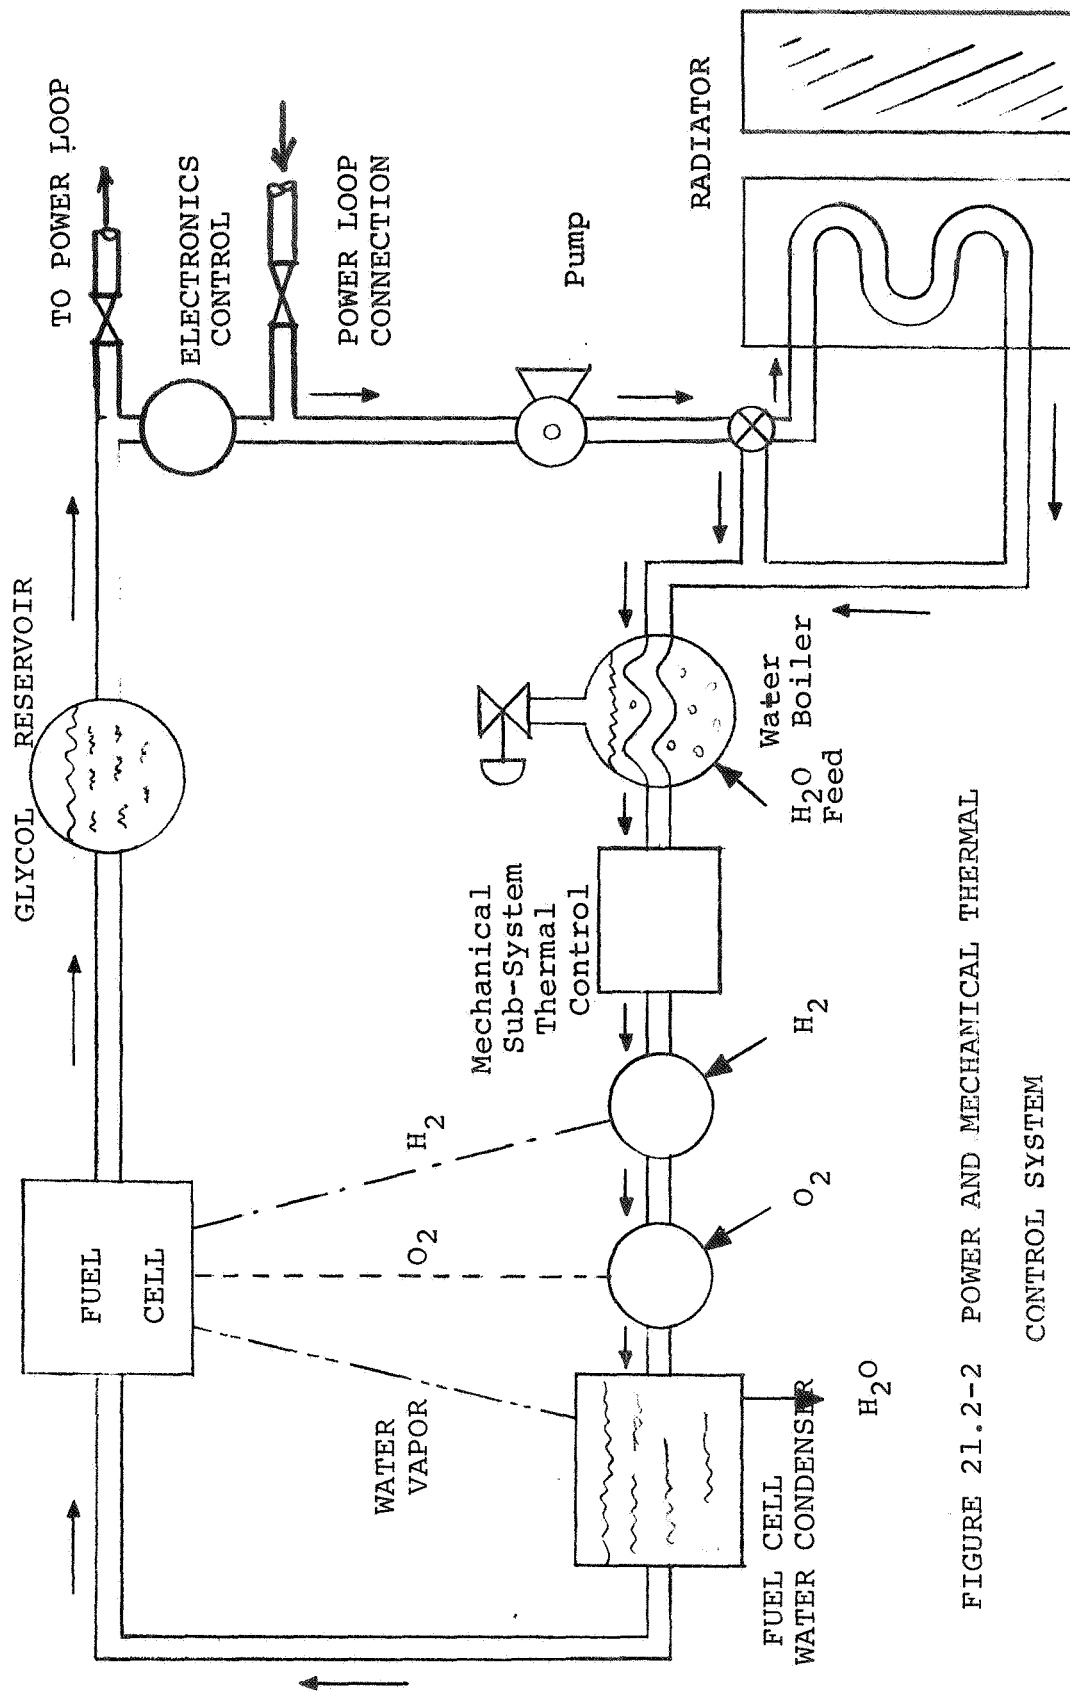 GLYCOL RESERVOIR
TO POWER LOOP
FUEL
CELL
ELECTRONICS
CONTROL
POWER LOOP
CONNECTION
WATER
VAPOR
O2
H2
Mechanical
Sub-System
Thermal
Control
Pump
RADIATOR
FUEL CELL
WATER CONDENSER
H2O
O2
H2
H2O
Feed
Water
Boiler
FIGURE 21.2-2 POWER AND MECHANICAL THERMAL
CONTROL SYSTEM